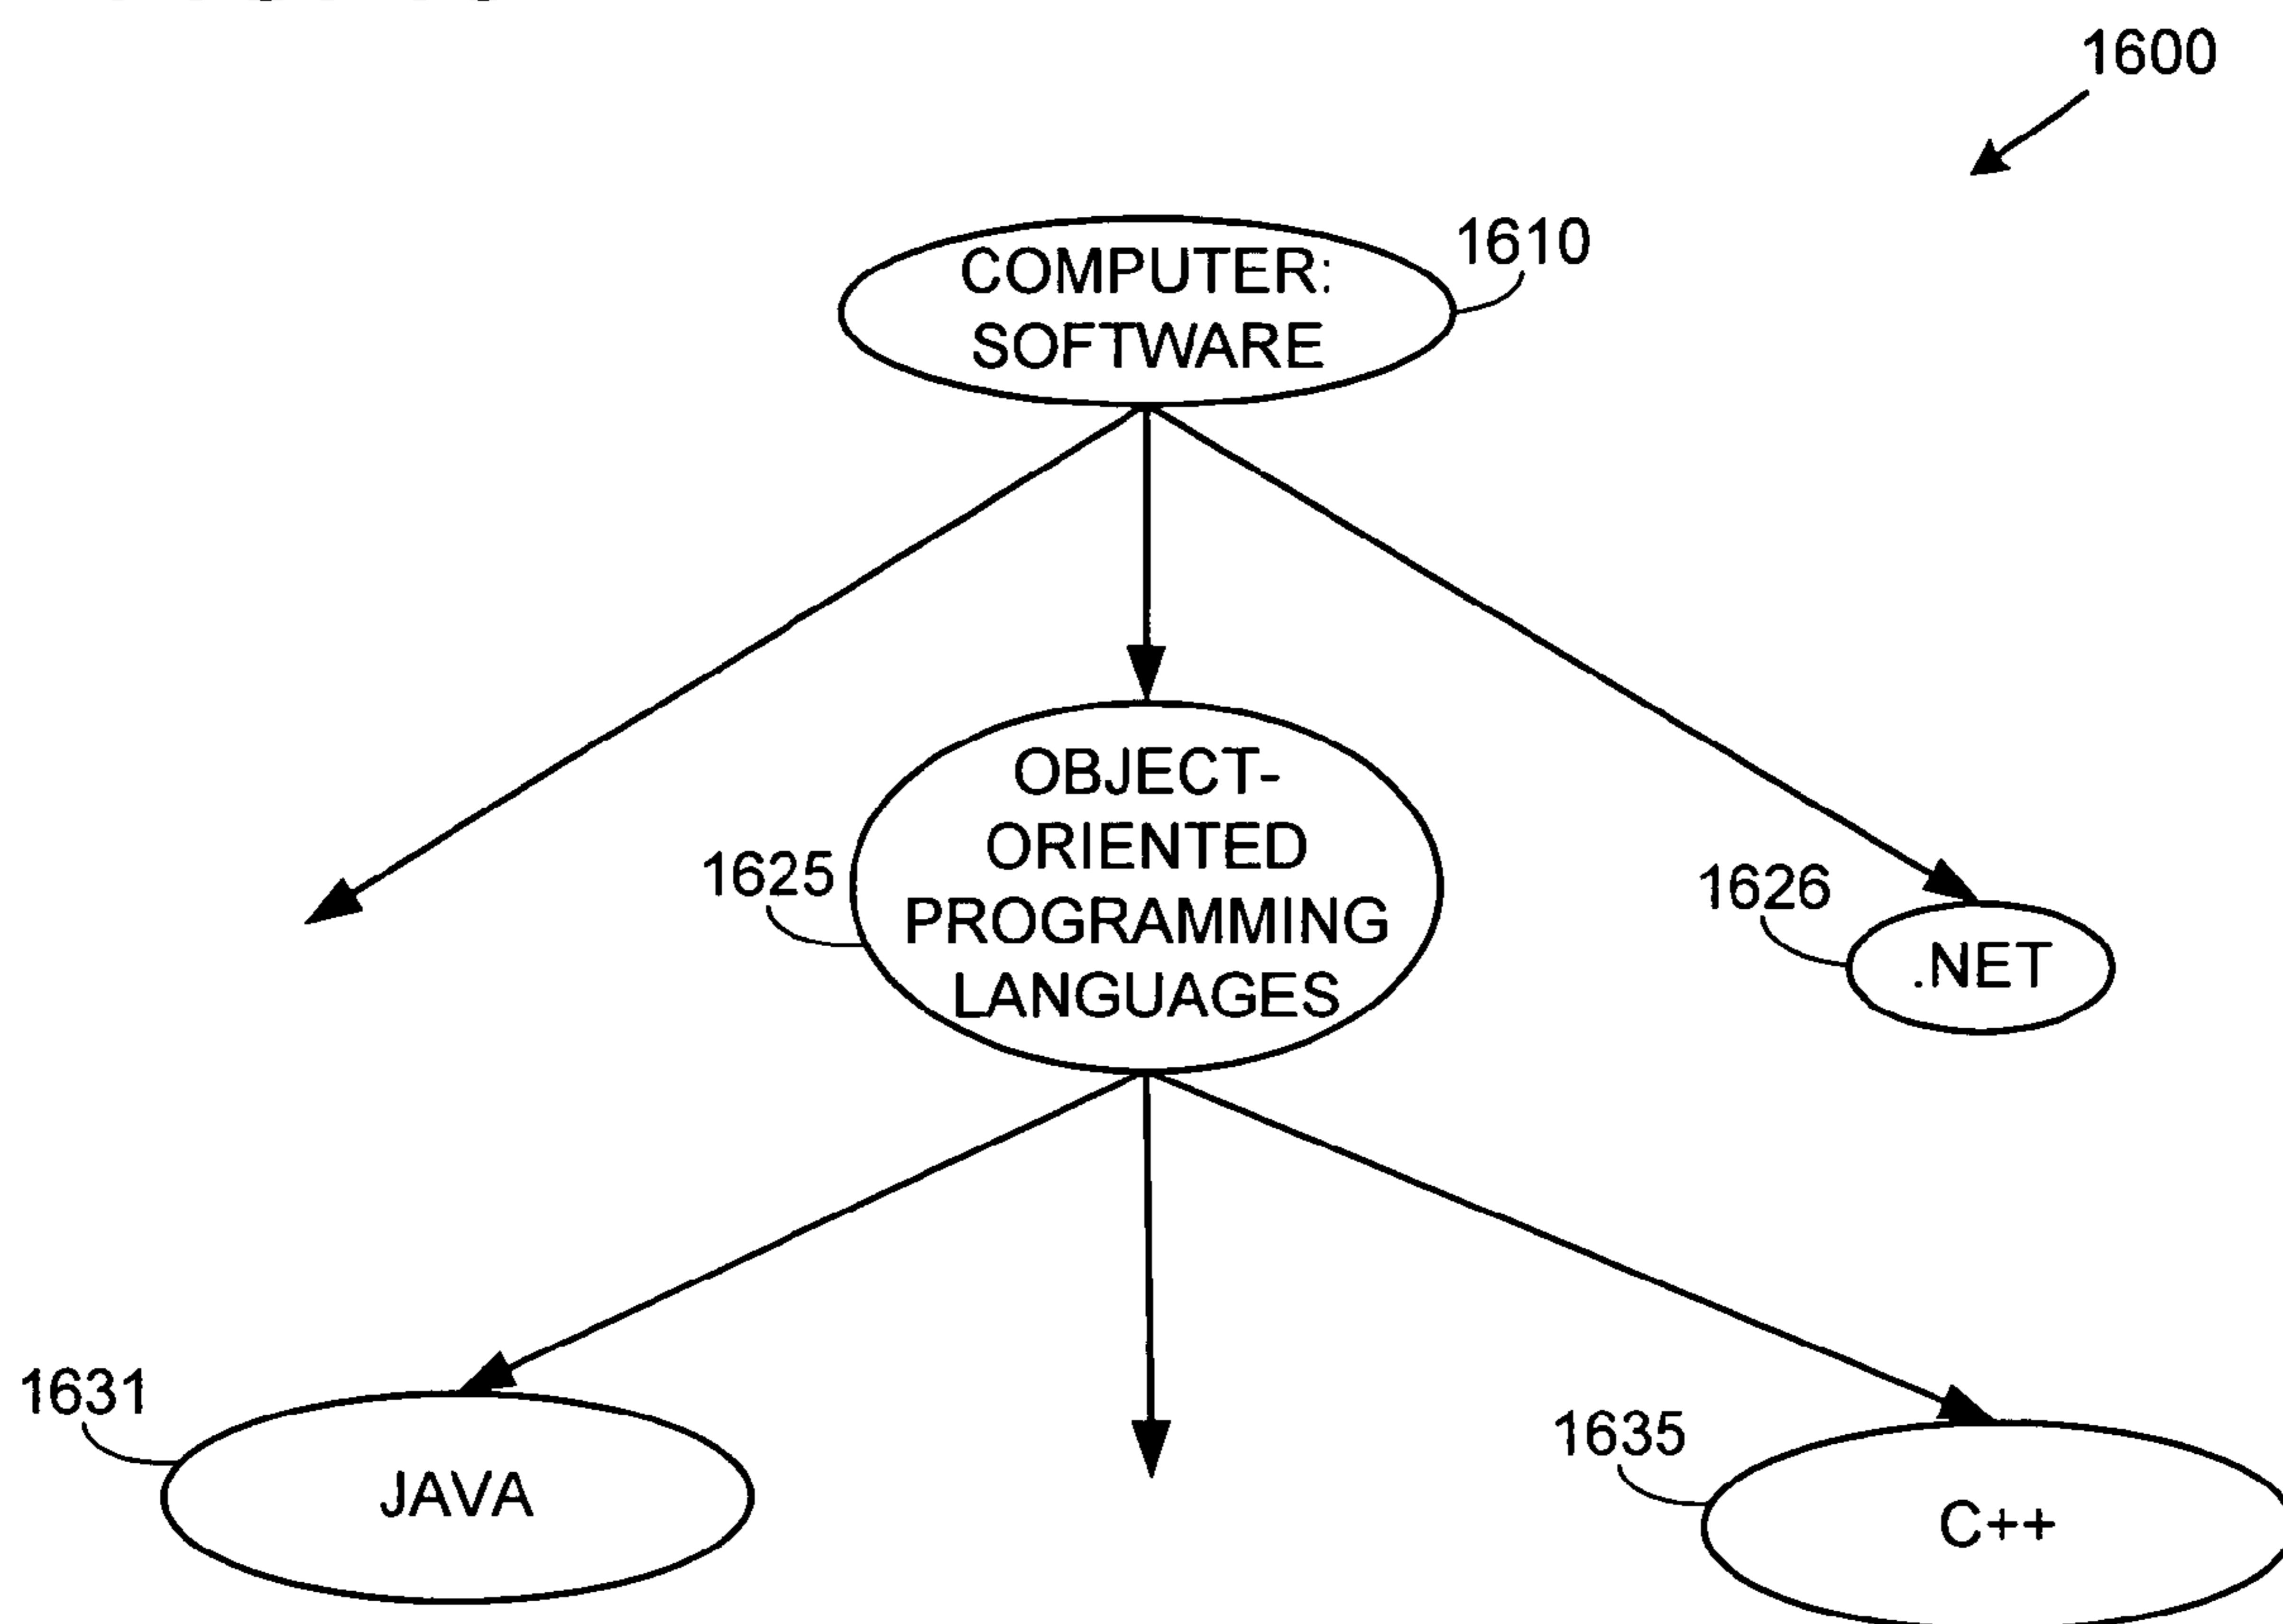 1600
COMPUTER:
SOFTWARE
1610
OBJECT-
ORIENTED
PROGRAMMING
LANGUAGES
1625
1626
.NET
1631
JAVA
1635
C++